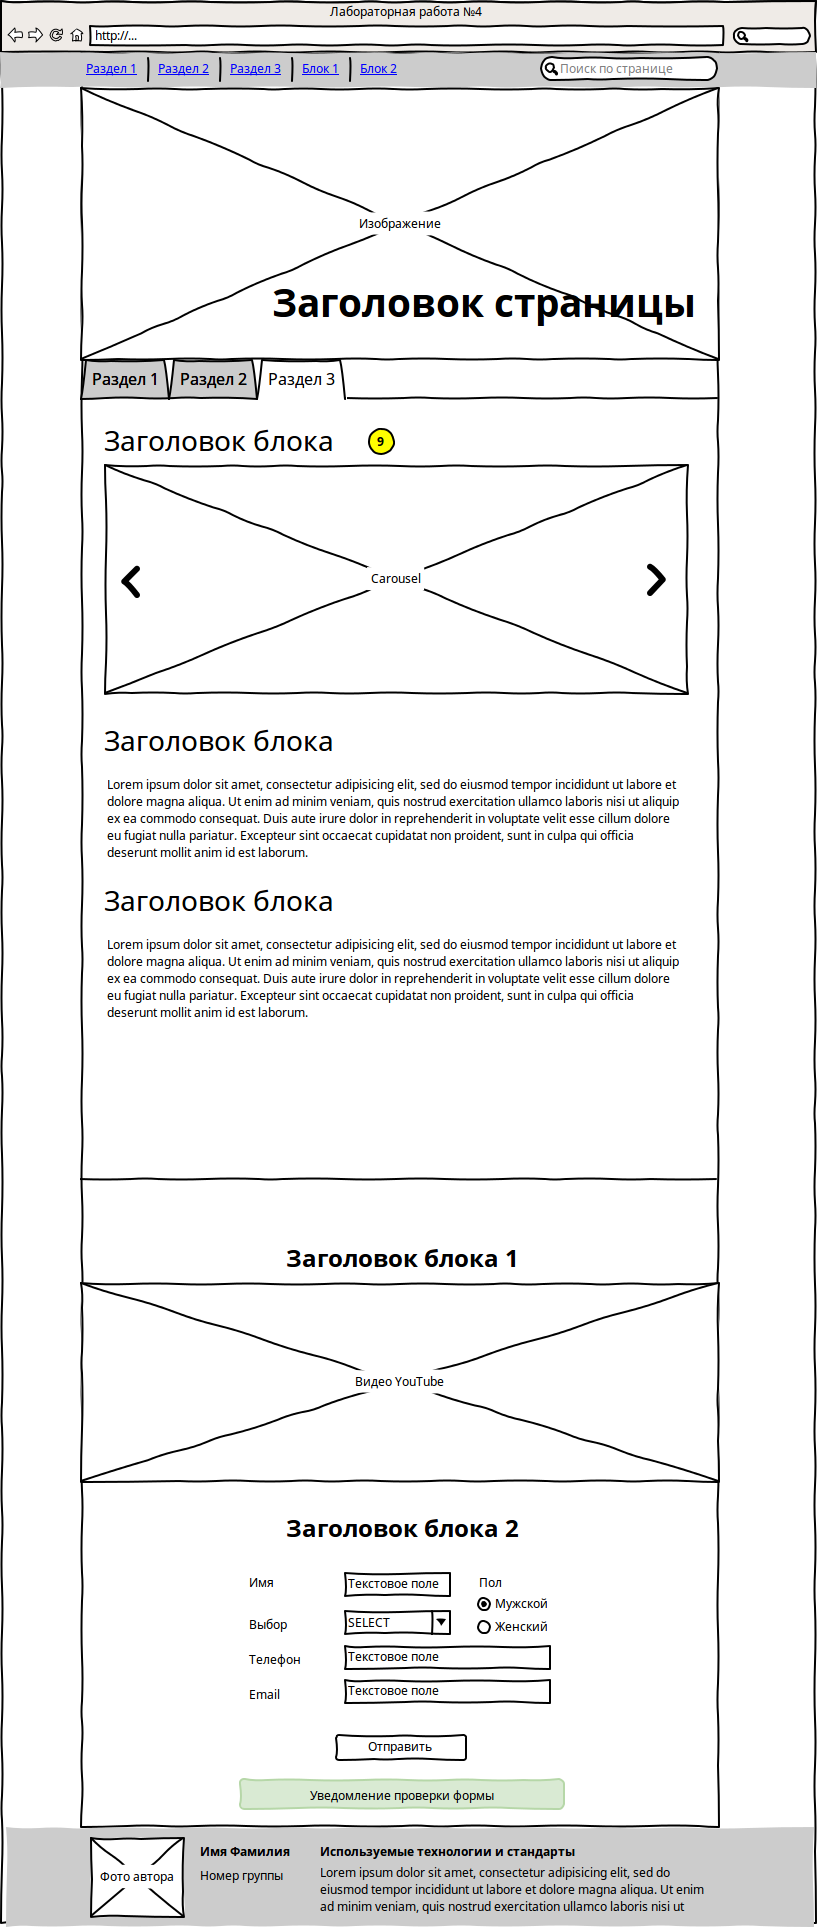 Лабораторная работа №4
http://...
Раздел 1 Раздел 2 Раздел 3 Блок 1 Блок 2 Поиск по странице
Изображение
Заголовок страницы
Раздел 1 Раздел 2 Раздел 3
Заголовок блока 9
Carousel
Заголовок блока
Lorem ipsum dolor sit amet, consectetur adipisicing elit, sed do eiusmod tempor incididunt ut labore et
dolore magna aliqua. Ut enim ad minim veniam, quis nostrud exercitation ullamco laboris nisi ut aliquip
ex ea commodo consequat. Duis aute irure dolor in reprehenderit in voluptate velit esse cillum dolore
eu fugiat nulla pariatur. Excepteur sint occaecat cupidatat non proident, sunt in culpa qui officia
deserunt mollit anim id est laborum.
Заголовок блока
Lorem ipsum dolor sit amet, consectetur adipisicing elit, sed do eiusmod tempor incididunt ut labore et
dolore magna aliqua. Ut enim ad minim veniam, quis nostrud exercitation ullamco laboris nisi ut aliquip
ex ea commodo consequat. Duis aute irure dolor in reprehenderit in voluptate velit esse cillum dolore
eu fugiat nulla pariatur. Excepteur sint occaecat cupidatat non proident, sunt in culpa qui officia
deserunt mollit anim id est laborum.
Заголовок блока 1
Видео YouTube
Заголовок блока 2
Имя Текстовое поле Пол
Мужской
Выбор SELECT Женский
Телефон Текстовое поле
Email Текстовое поле
Отправить
Уведомление проверки формы
Фото автора
Имя Фамилия
Номер группы
Используемые технологии и стандарты
Lorem ipsum dolor sit amet, consectetur adipisicing elit, sed do
eiusmod tempor incididunt ut labore et dolore magna aliqua. Ut enim
ad minim veniam, quis nostrud exercitation ullamco laboris nisi ut